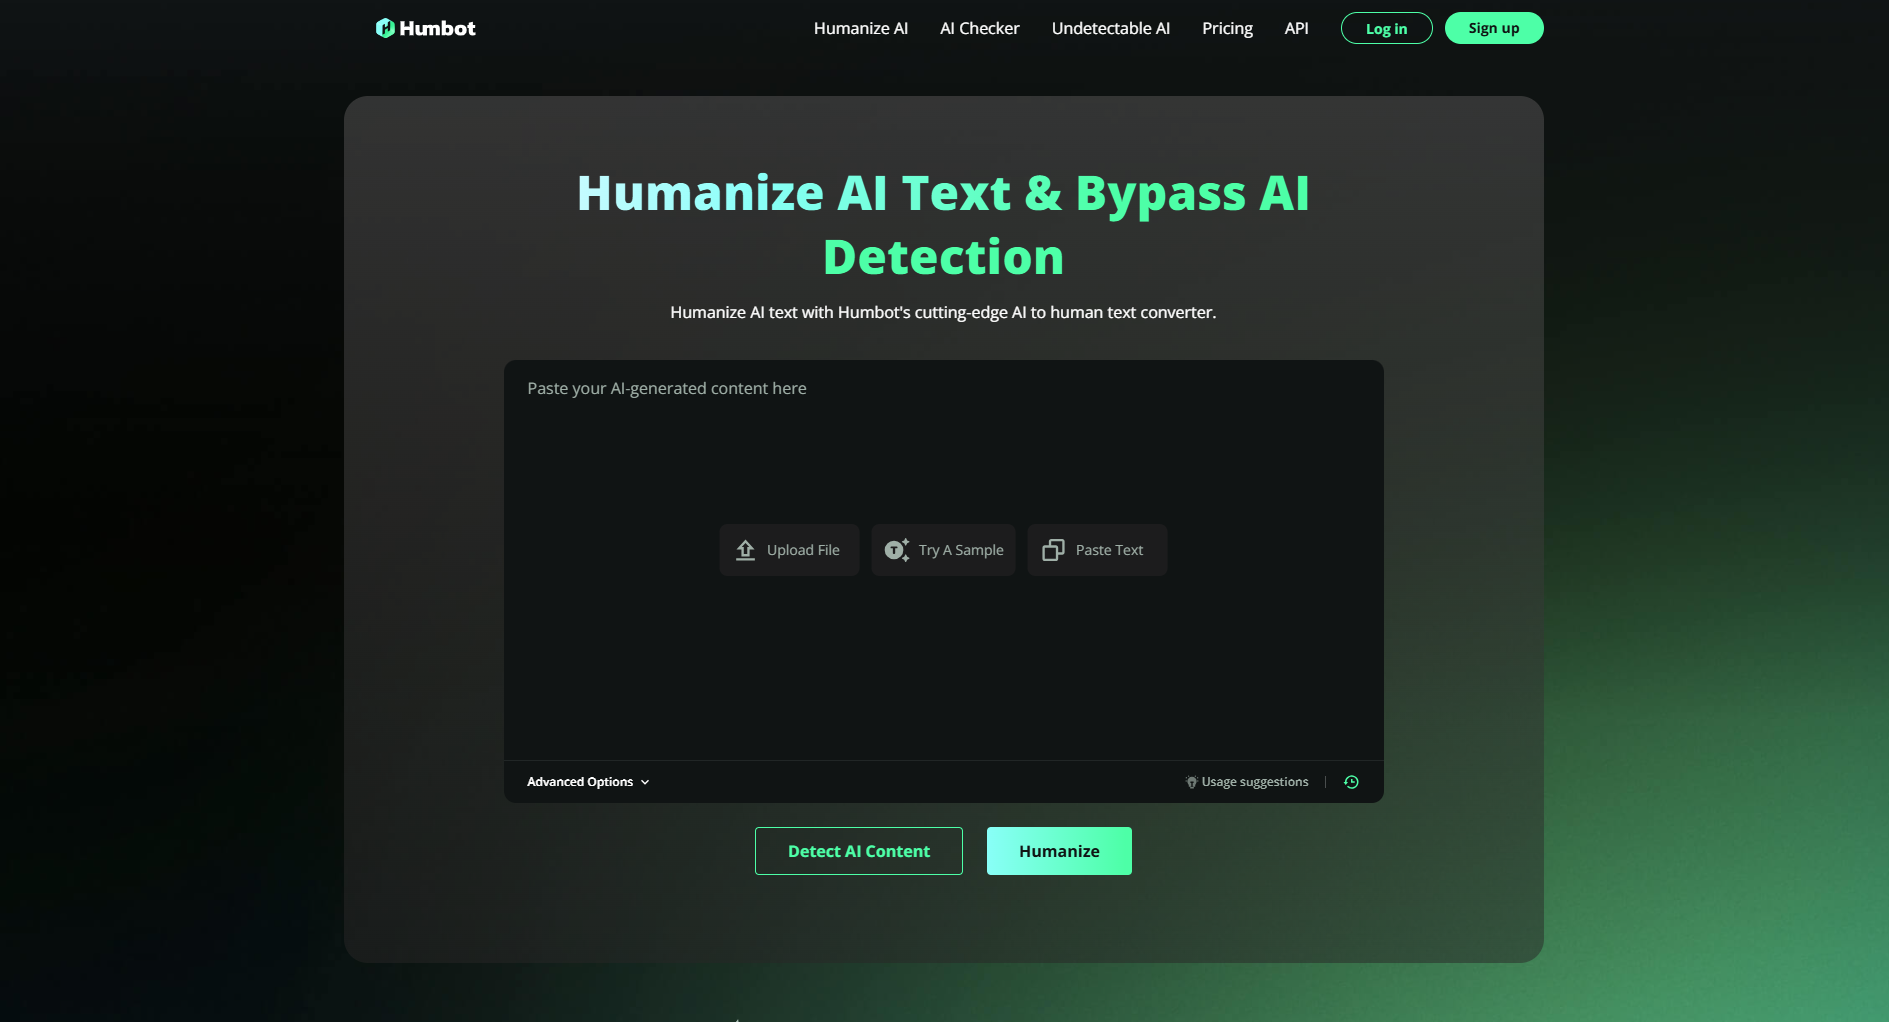 Humbot
Humanize AI
AI Checker
Undetectable AI
Pricing
API
Log in
Sign up
Humanize AI Text & Bypass AI
Detection
Humanize AI text with Humbot's cutting-edge AI to human text converter.
Paste your AI-generated content here
Upload File
Try A Sample
Paste Text
Advanced Options
Usage suggestions
Detect AI Content
Humanize